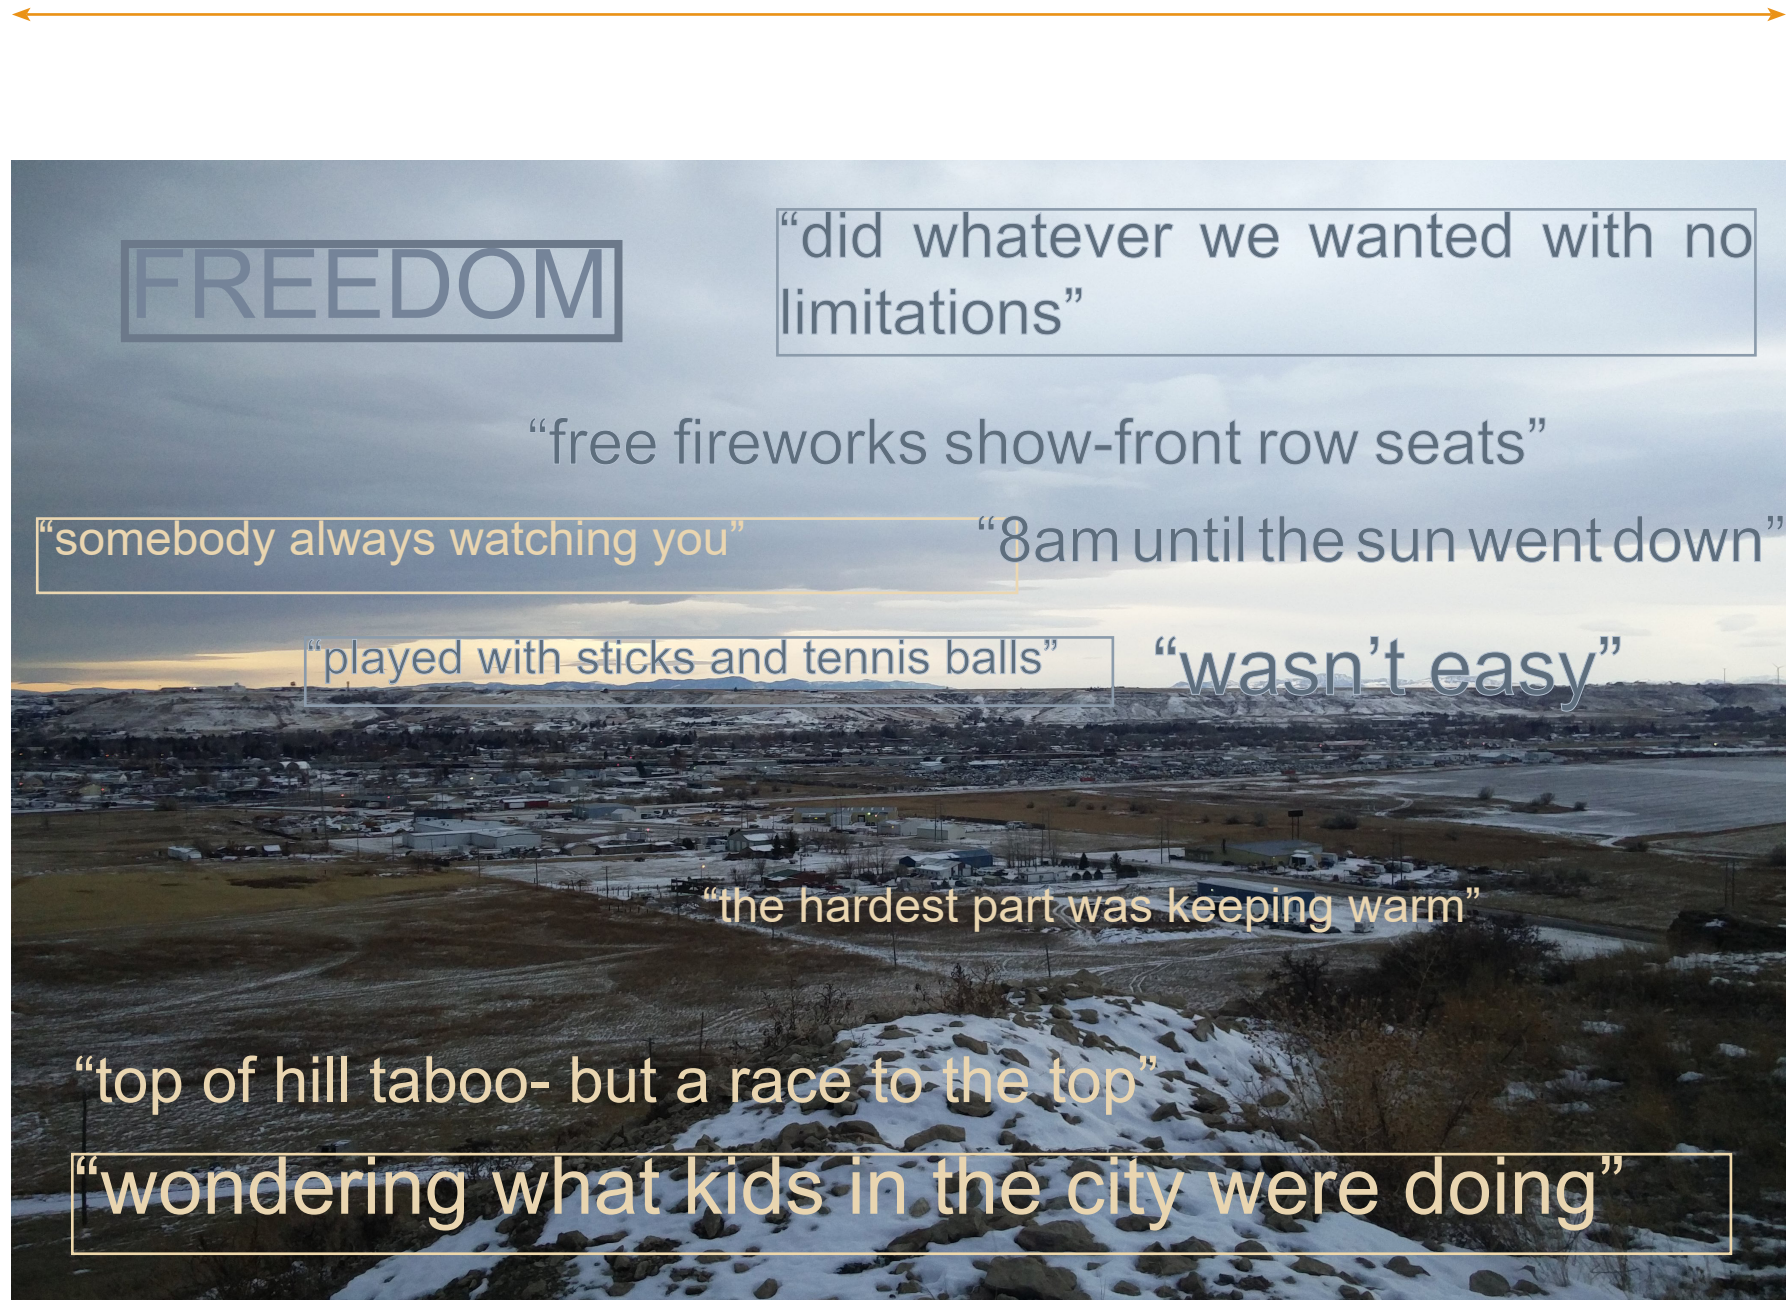 FREEDOM
“did whatever we wanted with no
limitations”
“free fireworks show-front row seats”
“somebody always watching you”
“8am until the sun went down”
“played with sticks and tennis balls”
“wasn’t easy”
“the hardest part was keeping warm”
“top of hill taboo- but a race to the top”
“wondering what kids in the city were doing”